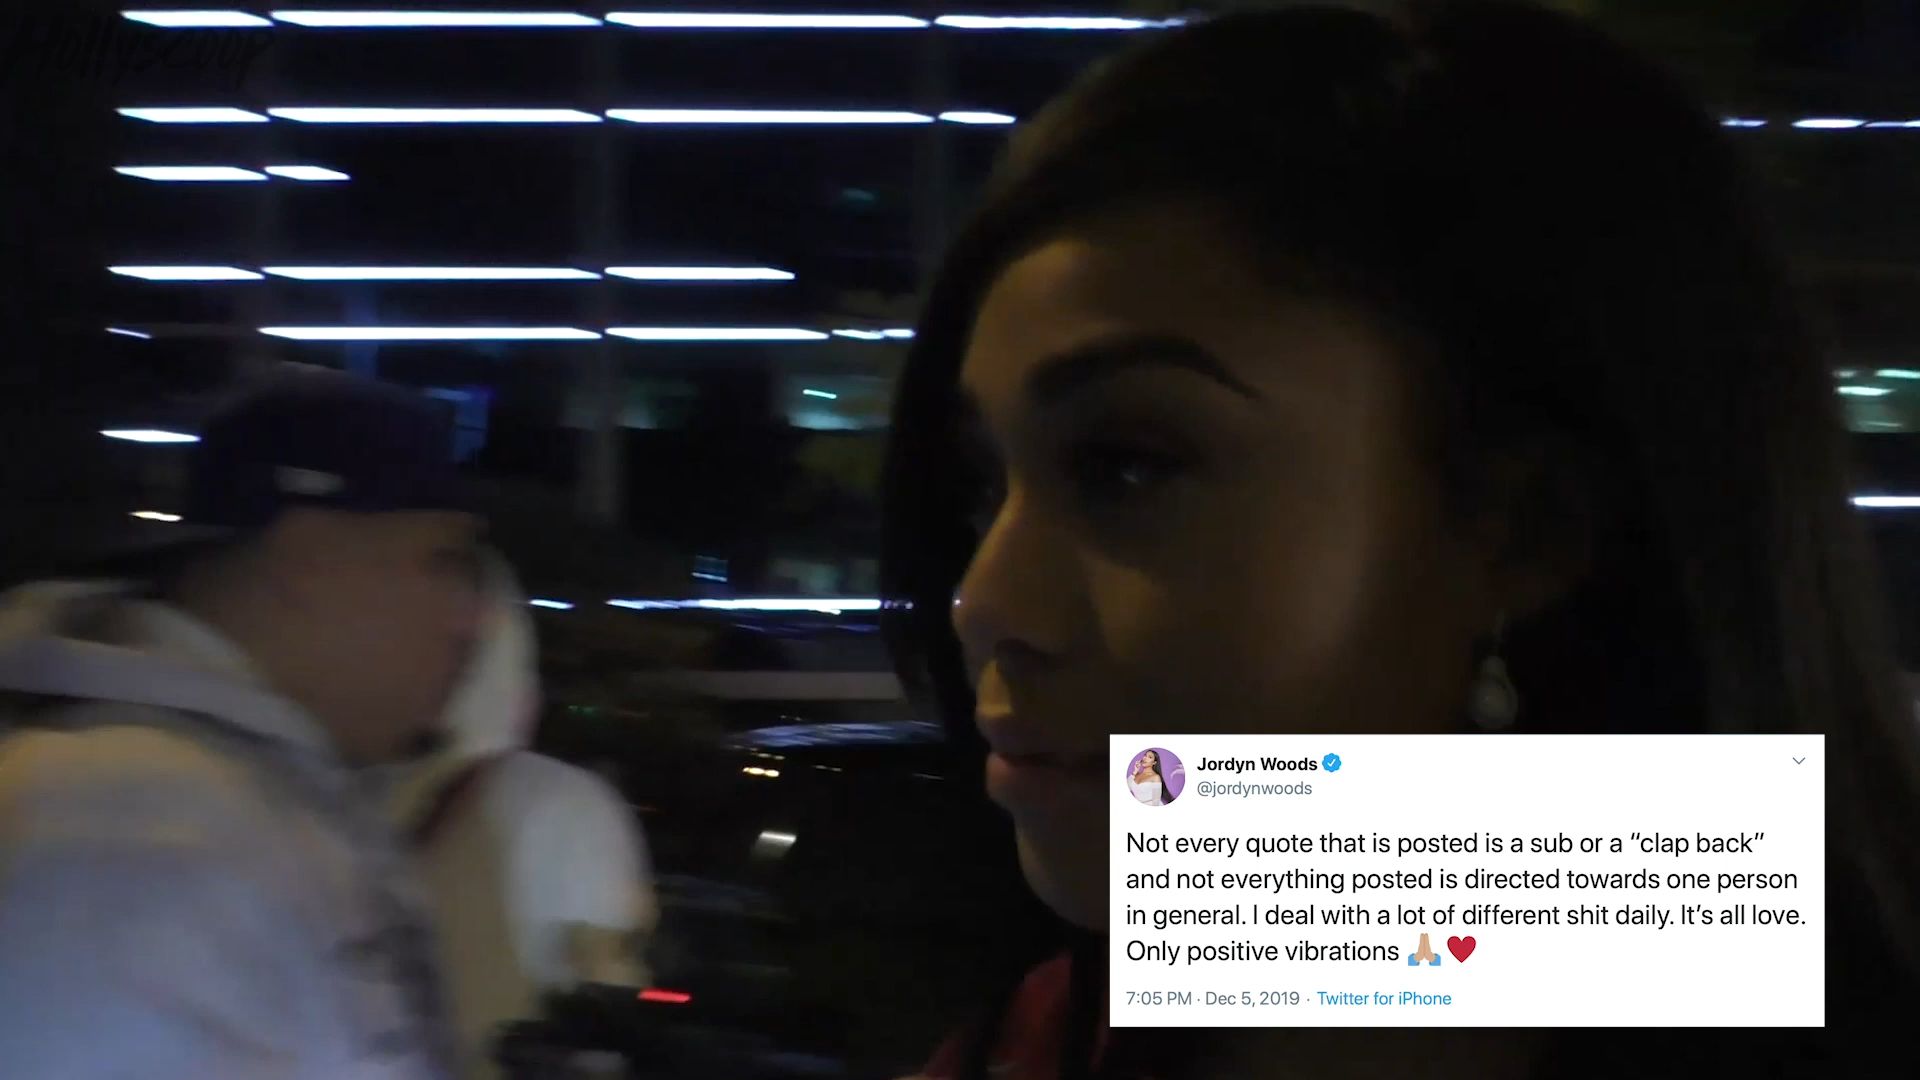 Hollyscoop
Jordyn Woods
@jordynwoods
Not every quote that is posted is a sub or a “clap back”
and not everything posted is directed towards one person
in general. I deal with a lot of different shit daily. It’s all love.
Only positive vibrations 🙏🏼❤️
7:05 PM · Dec 5, 2019 · Twitter for iPhone